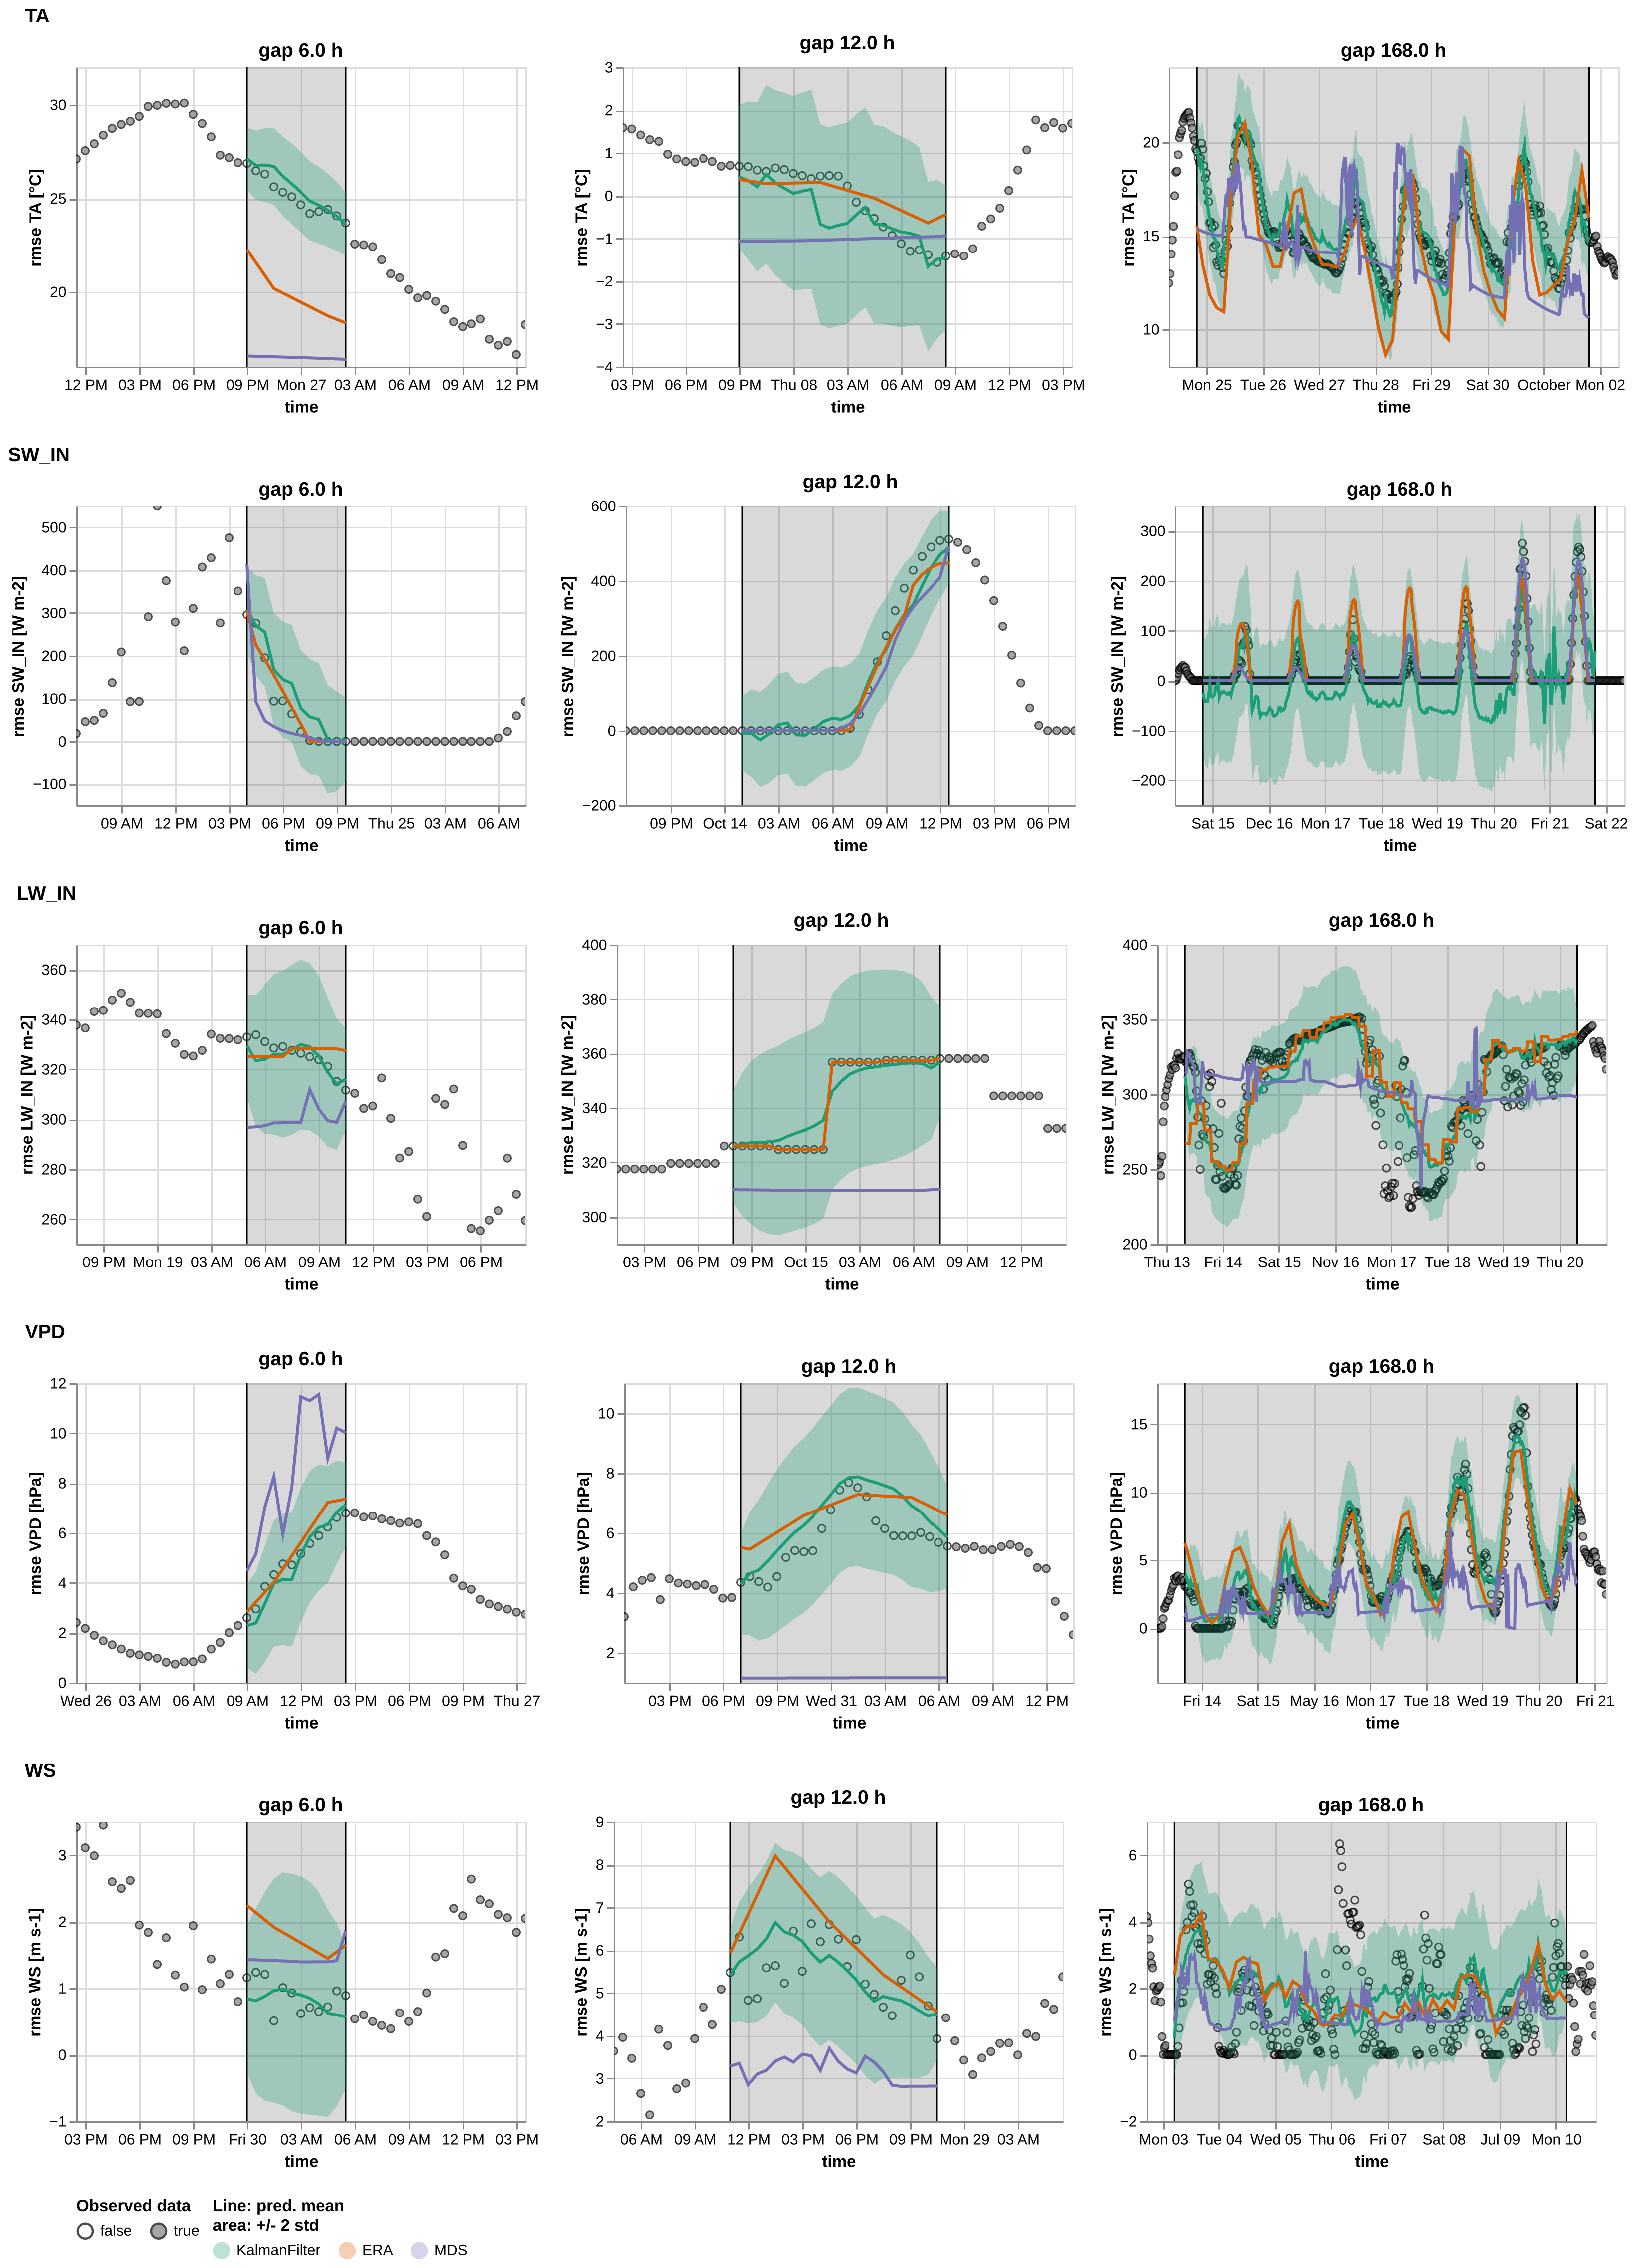 TA
gap 6.0 h
gap 12.0 h
gap 168.0 h
rmse TA [°C]
30
25
20
12 PM 03 PM 06 PM 09 PM Mon 27 03 AM 06 AM 09 AM 12 PM
time
rmse TA [°C]
3
2
1
0
−1
−2
−3
−4
03 PM 06 PM 09 PM Thu 08 03 AM 06 AM 09 AM 12 PM 03 PM
time
rmse TA [°C]
20
15
10
Mon 25 Tue 26 Wed 27 Thu 28 Fri 29 Sat 30 October Mon 02
time
SW_IN
gap 6.0 h
gap 12.0 h
gap 168.0 h
rmse SW_IN [W m-2]
500
400
300
200
100
0
−100
09 AM 12 PM 03 PM 06 PM 09 PM Thu 25 03 AM 06 AM
time
rmse SW_IN [W m-2]
600
400
200
0
−200
09 PM Oct 14 03 AM 06 AM 09 AM 12 PM 03 PM 06 PM
time
rmse SW_IN [W m-2]
300
200
100
0
−100
−200
Sat 15 Dec 16 Mon 17 Tue 18 Wed 19 Thu 20 Fri 21 Sat 22
time
LW_IN
gap 6.0 h
gap 12.0 h
gap 168.0 h
rmse LW_IN [W m-2]
360
340
320
300
280
260
09 PM Mon 19 03 AM 06 AM 09 AM 12 PM 03 PM 06 PM
time
rmse LW_IN [W m-2]
400
380
360
340
320
300
03 PM 06 PM 09 PM Oct 15 03 AM 06 AM 09 AM 12 PM
time
rmse LW_IN [W m-2]
400
350
300
250
200
Thu 13 Fri 14 Sat 15 Nov 16 Mon 17 Tue 18 Wed 19 Thu 20
time
VPD
gap 6.0 h
gap 12.0 h
gap 168.0 h
rmse VPD [hPa]
12
10
8
6
4
2
0
Wed 26 03 AM 06 AM 09 AM 12 PM 03 PM 06 PM 09 PM Thu 27
time
rmse VPD [hPa]
10
8
6
4
2
03 PM 06 PM 09 PM Wed 31 03 AM 06 AM 09 AM 12 PM
time
rmse VPD [hPa]
15
10
5
0
Fri 14 Sat 15 May 16 Mon 17 Tue 18 Wed 19 Thu 20 Fri 21
time
WS
gap 6.0 h
gap 12.0 h
gap 168.0 h
rmse WS [m s-1]
3
2
1
0
−1
03 PM 06 PM 09 PM Fri 30 03 AM 06 AM 09 AM 12 PM 03 PM
time
rmse WS [m s-1]
9
8
7
6
5
4
3
2
06 AM 09 AM 12 PM 03 PM 06 PM 09 PM Mon 29 03 AM
time
rmse WS [m s-1]
6
4
2
0
−2
Mon 03 Tue 04 Wed 05 Thu 06 Fri 07 Sat 08 Jul 09 Mon 10
time
Observed data
false true
Line: pred. mean
area: +/- 2 std
KalmanFilter ERA MDS